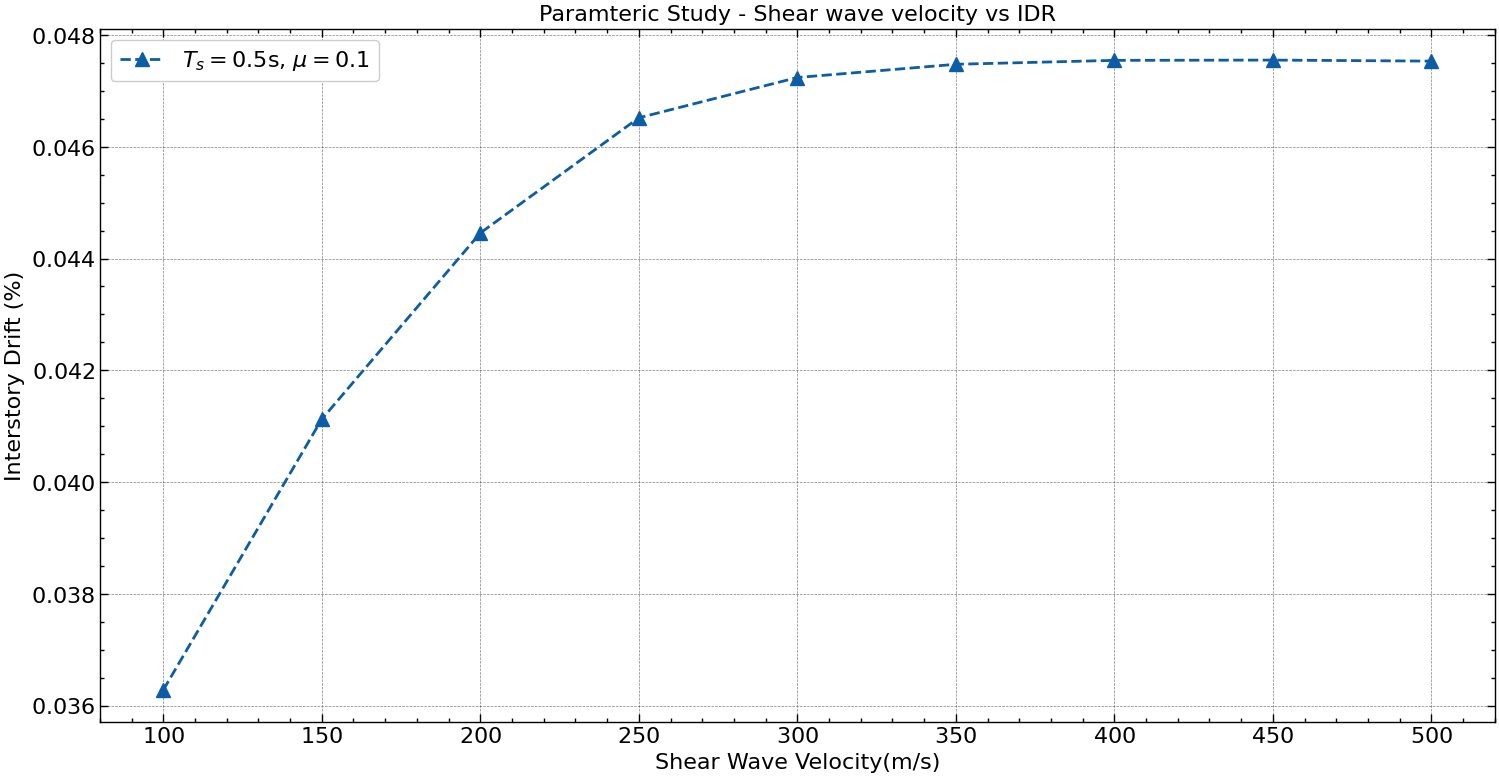 Paramteric Study - Shear wave velocity vs IDR
T_s = 0.5s, μ = 0.1
Interstory Drift (%)
0.048
0.046
0.044
0.042
0.040
0.038
0.036
100 150 200 250 300 350 400 450 500
Shear Wave Velocity(m/s)